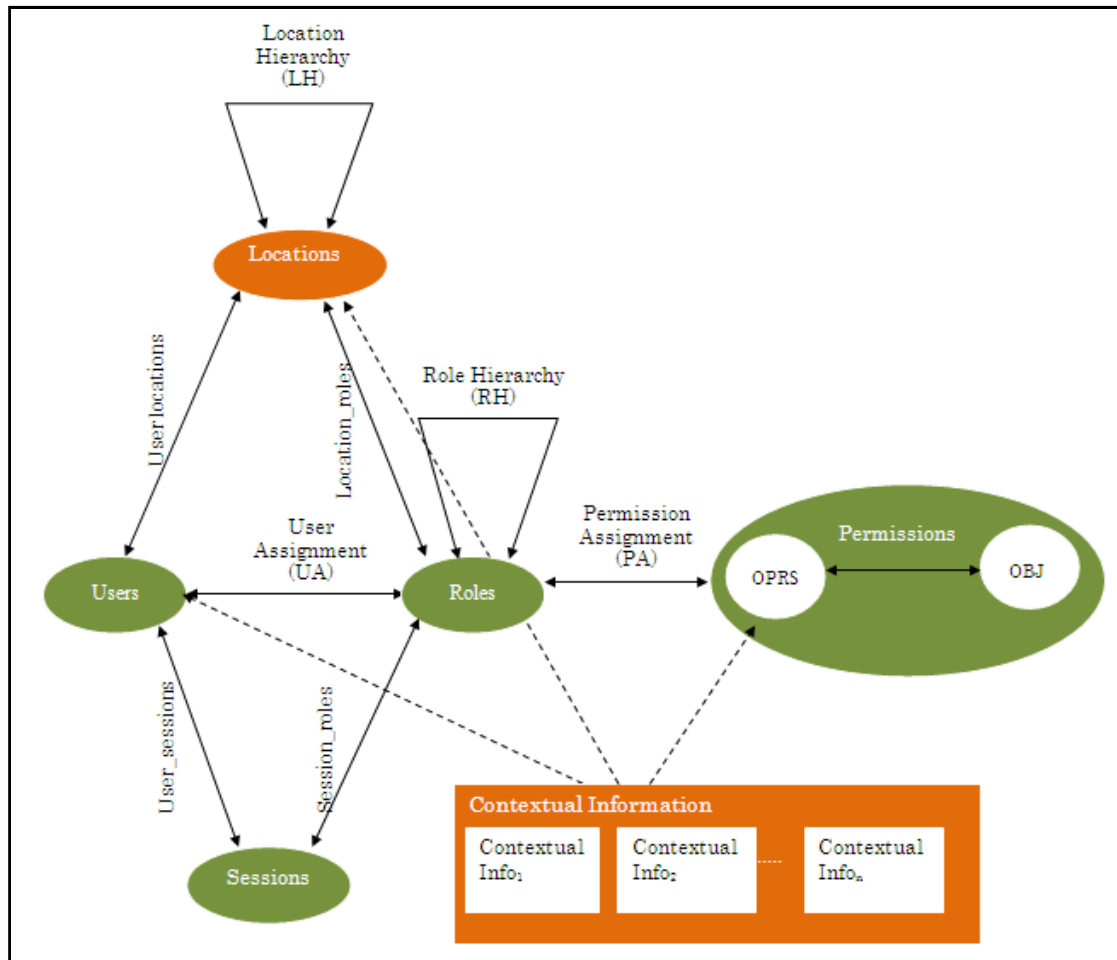 Location
Hierarchy
(LH)
Locations
User locations
Location_roles
Role Hierarchy
(RH)
User
Assignment
(UA)
Permission
Assignment
(PA)
Permissions
OPRS
OBJ
Users
Roles
User_sessions
Session_roles
Sessions
Contextual Information
Contextual
Info₁
Contextual
Info₂
.....
Contextual
Infoₙ